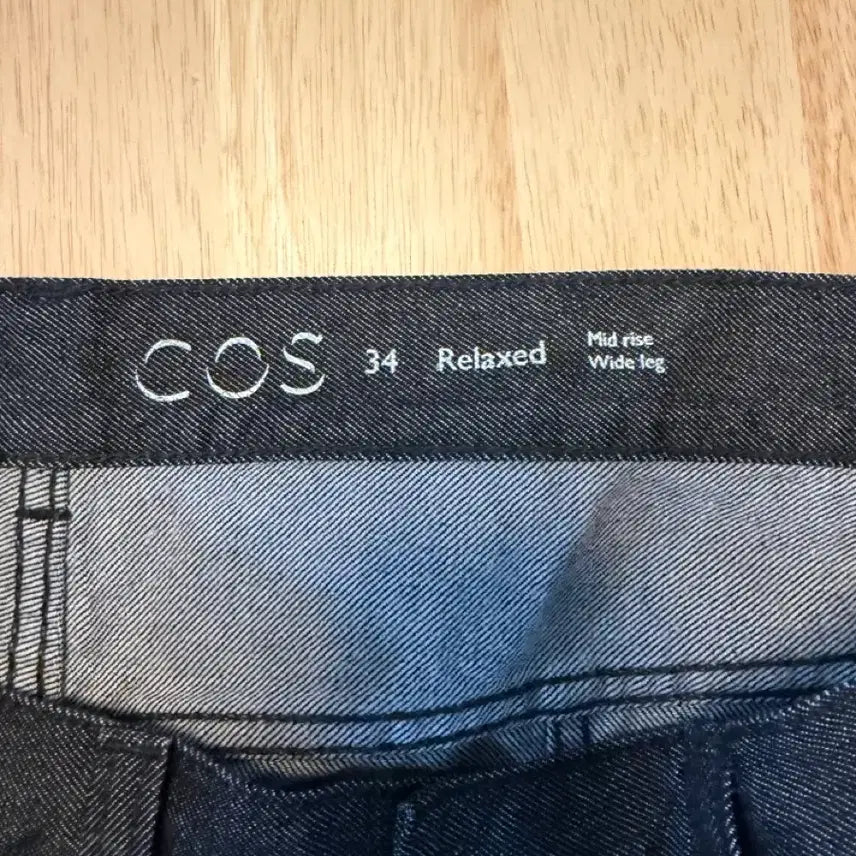 COS 34 Relaxed Mid rise
Wide leg